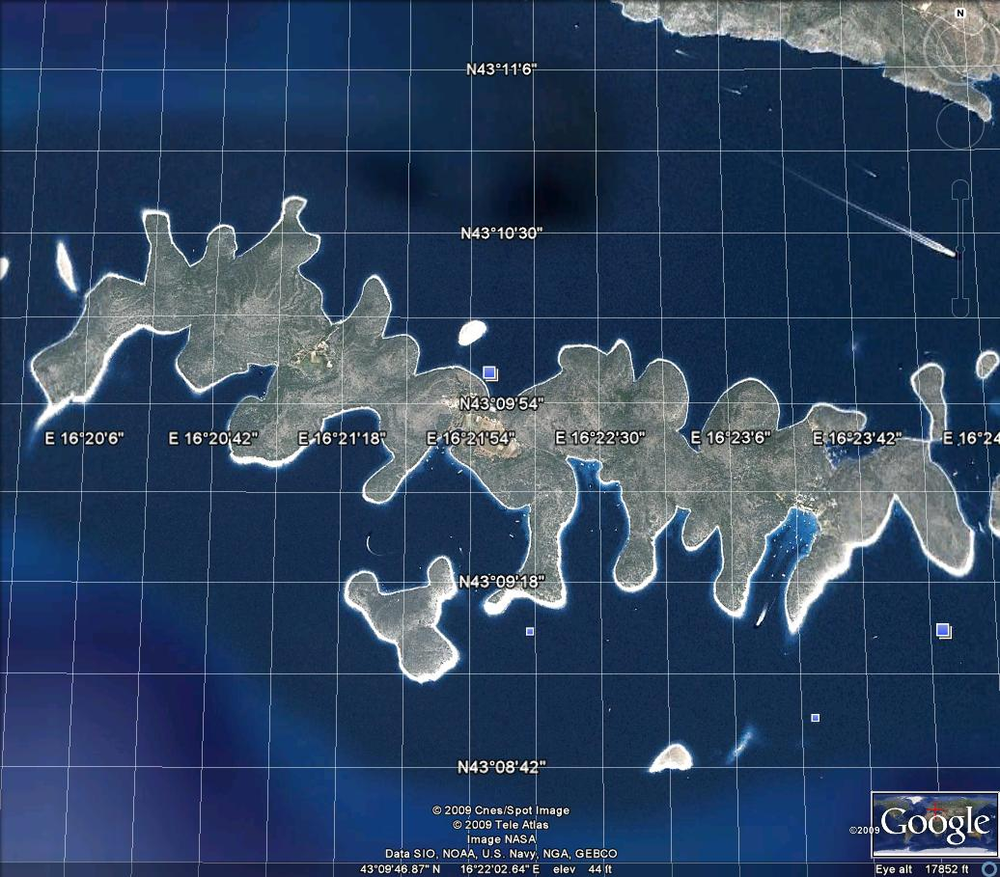 N
N43°11'6"
N43°10'30"
N43°09'54"
E 16°20'6" E 16°20'42" E 16°21'18" E 16°21'54" E 16°22'30" E 16°23'6" E 16°23'42" E 16°24
N43°09'18"
N43°08'42"
© 2009 Cnes/Spot Image
© 2009 Tele Atlas
Image NASA
Data SIO, NOAA, U.S. Navy, NGA, GEBCO
©2009 Google
43°09'46.87" N 16°22'02.64" E elev 44 ft
Eye alt 17852 ft